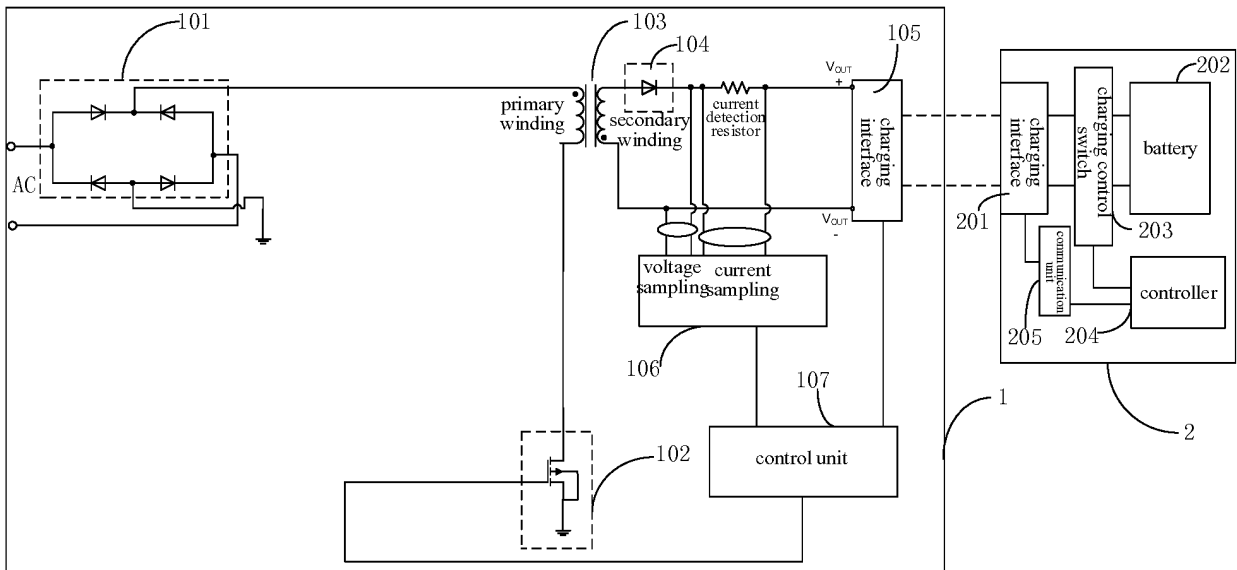 101
103
104
105
202
V_OUT
+
primary
winding
secondary
winding
current
detection
resistor
charging
interface
charging
interface
charging control
switch
battery
AC
V_OUT
-
201
203
voltage
sampling
current
sampling
communication
unit
controller
205
204
106
107
1
2
102
control unit